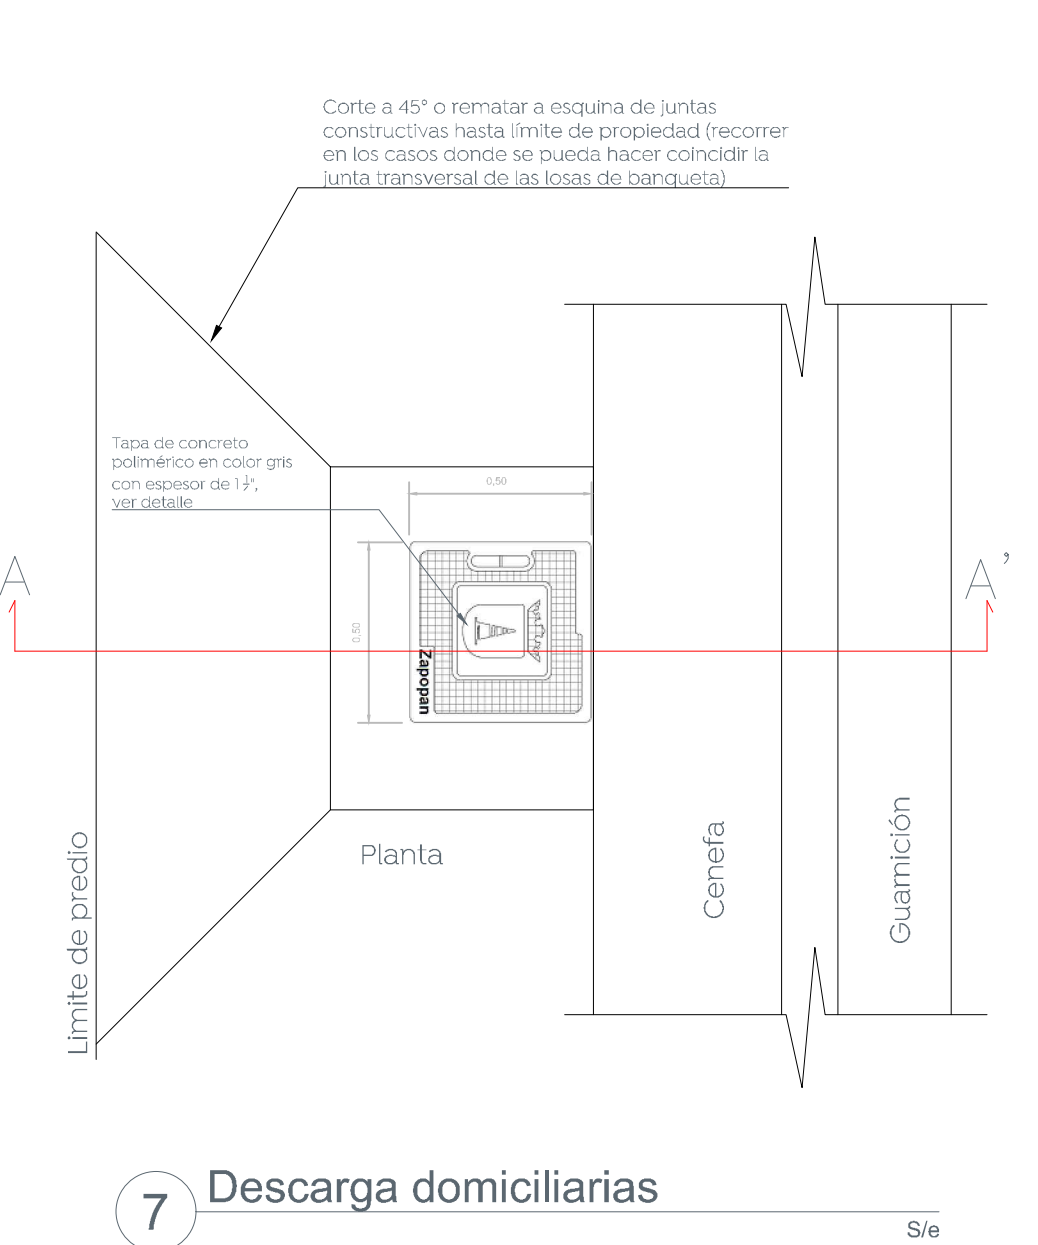 Corte a 45° o rematar a esquina de juntas
constructivas hasta límite de propiedad (recorrer
en los casos donde se pueda hacer coincidir la
junta transversal de las losas de banqueta)
Tapa de concreto
polimérico en color gris
con espesor de 1 1/2",
ver detalle
0,50
0,50
A
A’
Zapopan
Limite de predio
Planta
Cenefa
Guarnición
7
Descarga domiciliarias
S/e